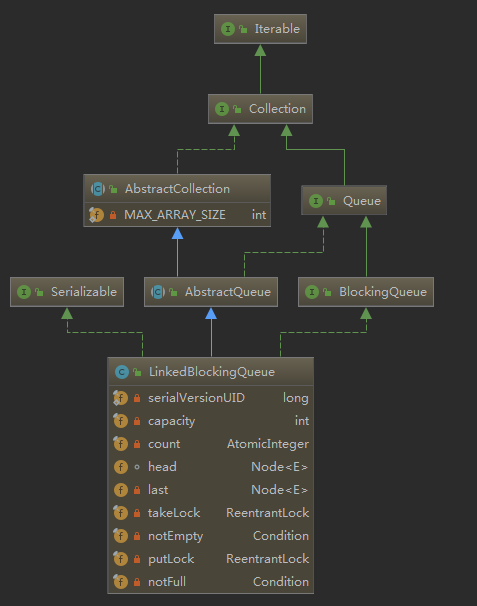 I Iterable
I Collection
C AbstractCollection
f MAX_ARRAY_SIZE int
I Queue
I Serializable
C AbstractQueue
I BlockingQueue
C LinkedBlockingQueue
f serialVersionUID long
f capacity int
f count AtomicInteger
f head Node<E>
f last Node<E>
f takeLock ReentrantLock
f notEmpty Condition
f putLock ReentrantLock
f notFull Condition